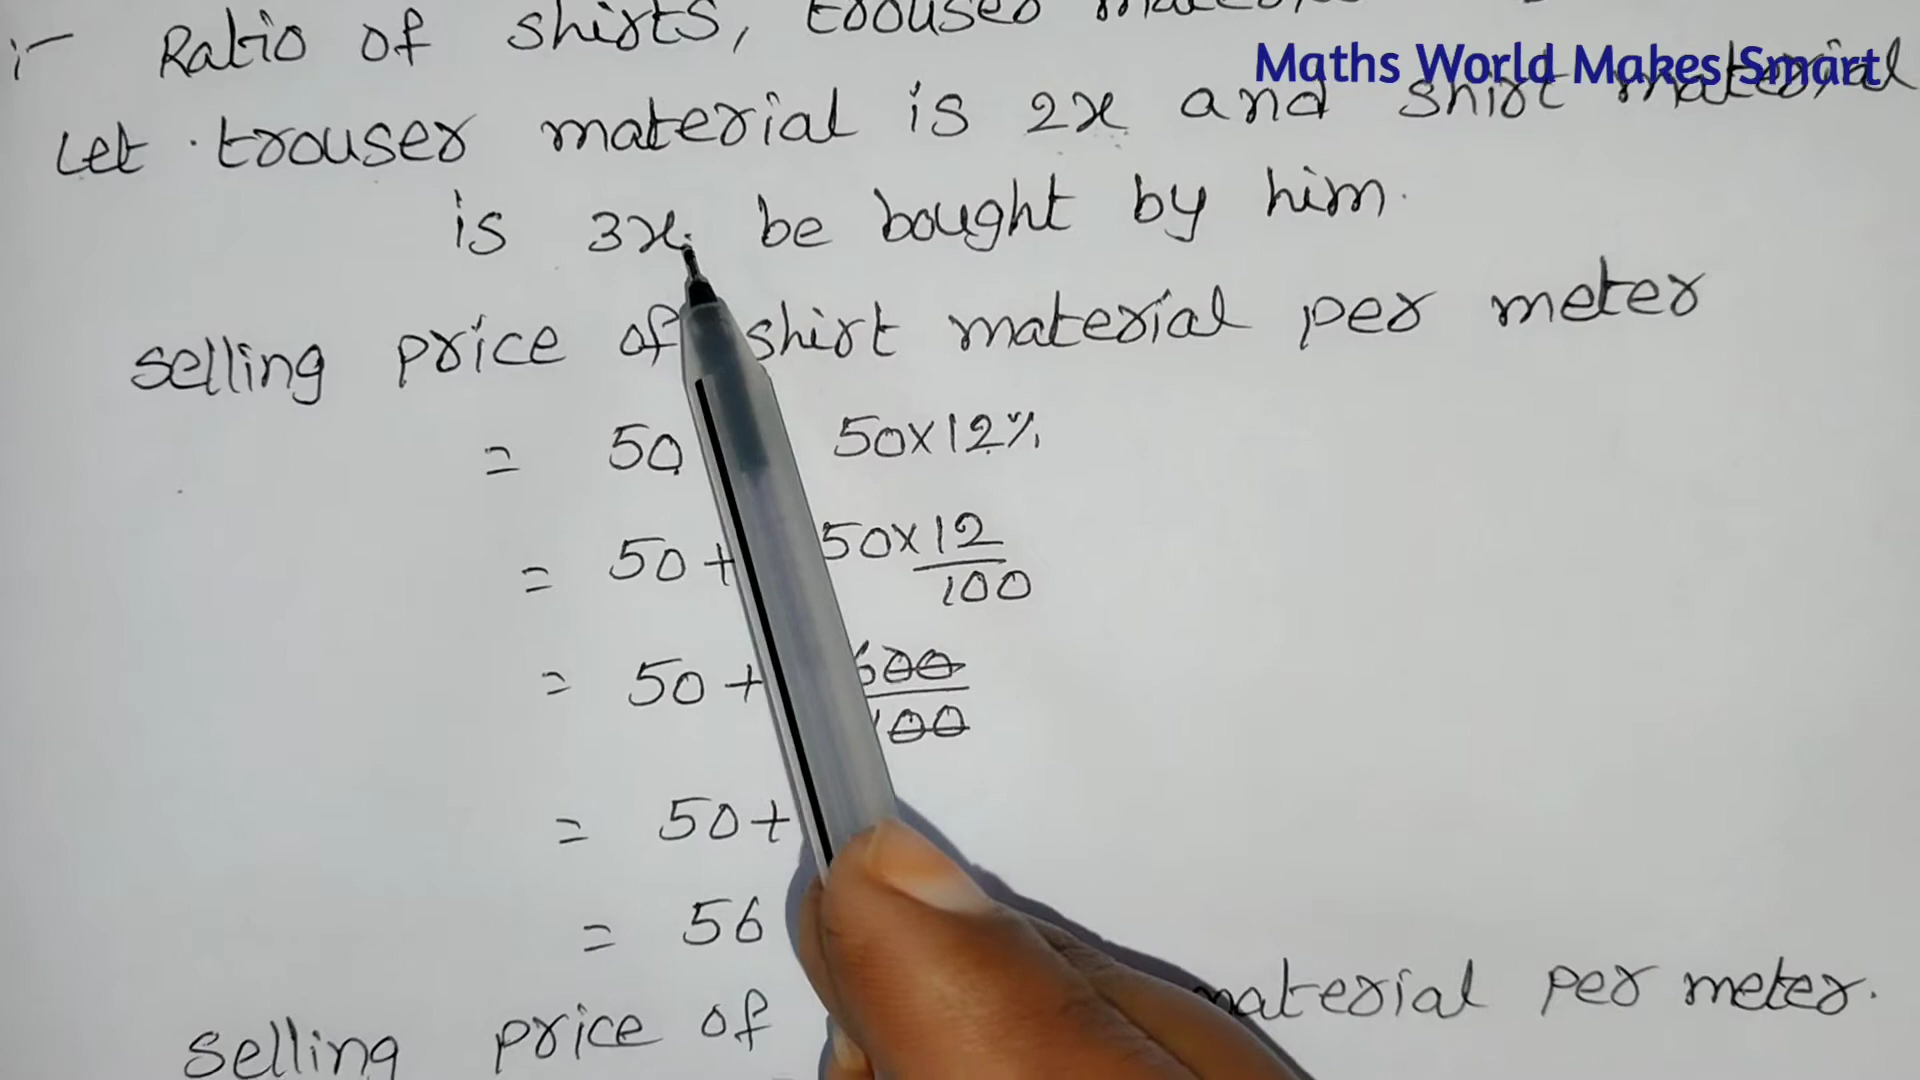 :- Ratio of shirts, trouser
Maths World Makes Smart
Let trouser material is 2x and shirt material
is 3x be bought by him.
selling price of shirt material per meter
= 50 50x12%
= 50+ 50x12/100
= 50+ 600/100
= 50+
= 56
selling price of material per meter.